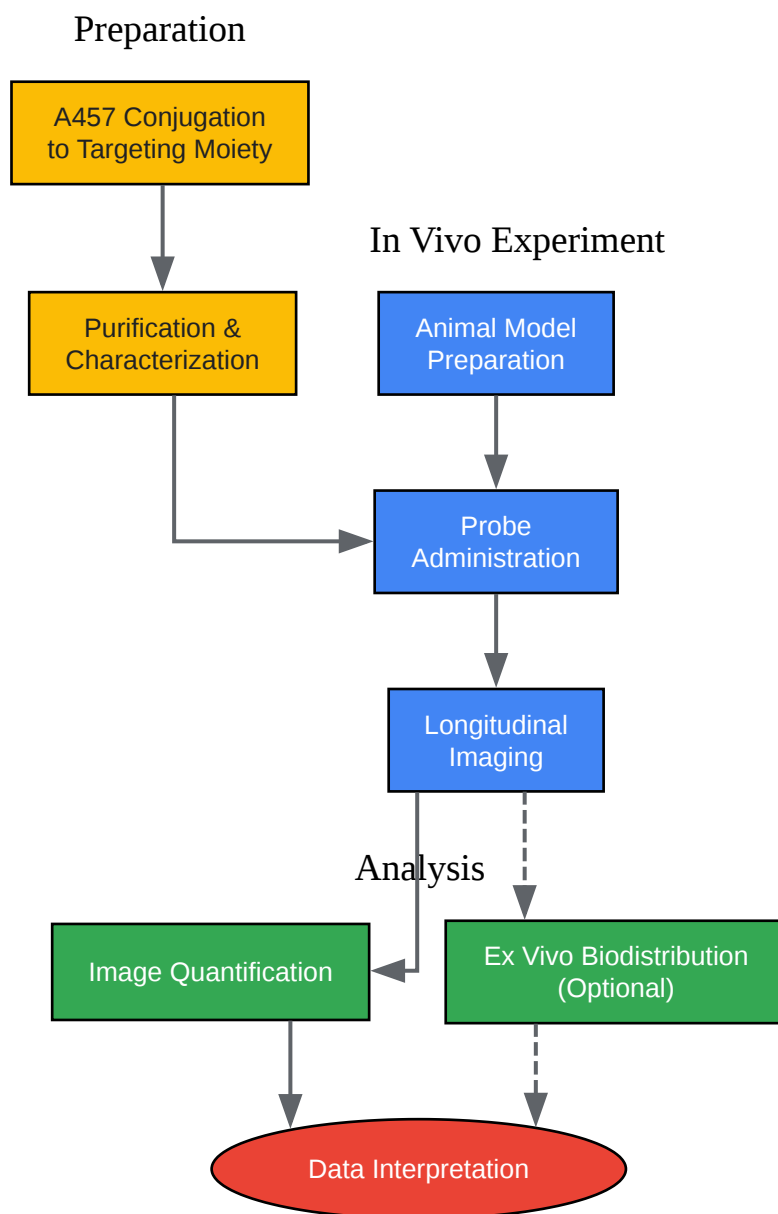 Preparation
A457 Conjugation
to Targeting Moiety
In Vivo Experiment
Purification &
Characterization
Animal Model
Preparation
Probe
Administration
Longitudinal
Imaging
Analysis
Image Quantification
Ex Vivo Biodistribution
(Optional)
Data Interpretation